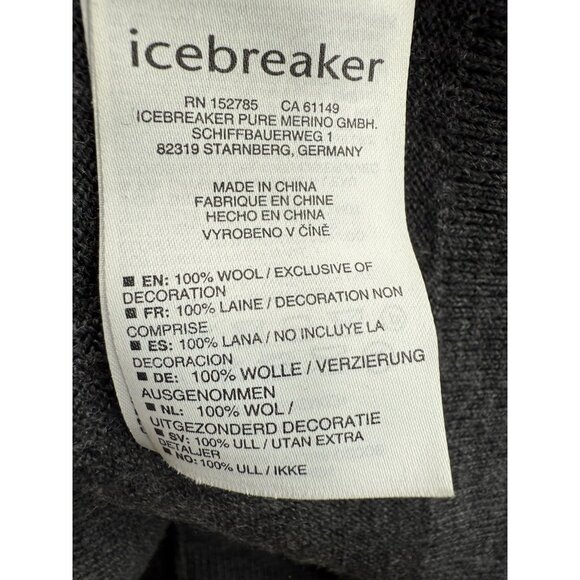 icebreaker
RN 152785 CA 61149
ICEBREAKER PURE MERINO GMBH.
SCHIFFBAUERWEG 1
82319 STARNBERG, GERMANY
MADE IN CHINA
FABRIQUE EN CHINE
HECHO EN CHINA
VYROBENO V ČÍNĚ
■ EN: 100% WOOL / EXCLUSIVE OF
DECORATION
■ FR: 100% LAINE / DECORATION NON
COMPRISE
■ ES: 100% LANA / NO INCLUYE LA
DECORACION
■ DE: 100% WOLLE / VERZIERUNG
AUSGENOMMEN
■ NL: 100% WOL /
UITGEZONDERD DECORATIE
■ SV: 100% ULL / UTAN EXTRA
DETALJER
■ NO: 100% ULL / IKKE